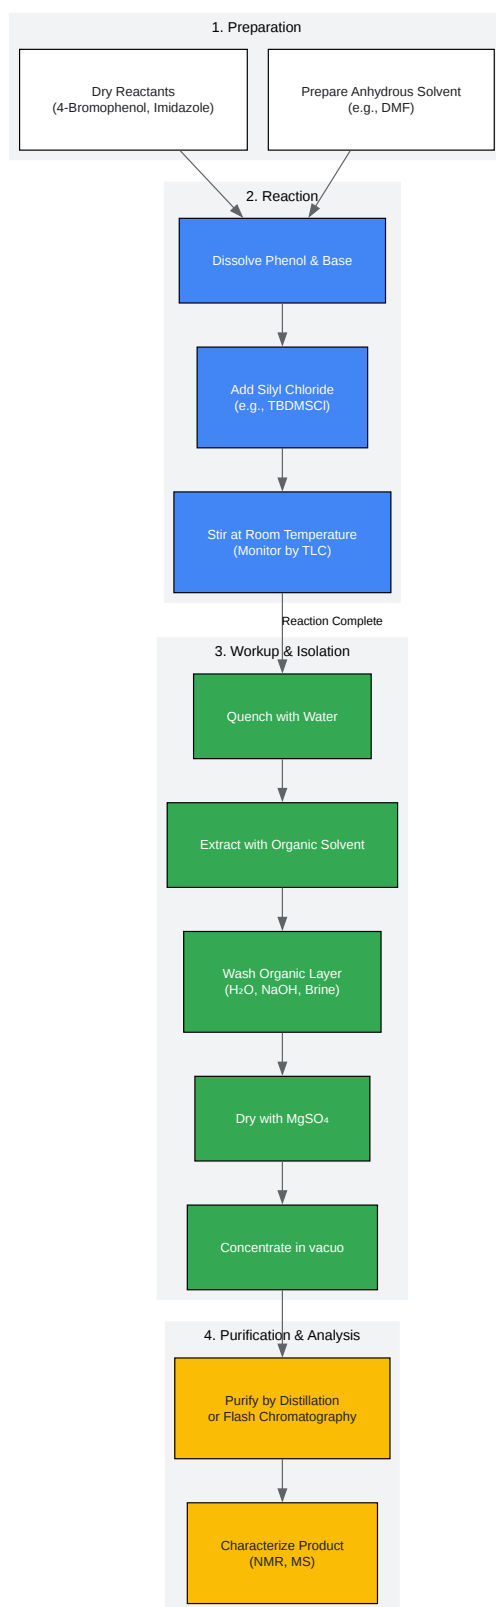 1. Preparation
Dry Reactants
(4-Bromophenol, Imidazole)
Prepare Anhydrous Solvent
(e.g., DMF)
2. Reaction
Dissolve Phenol & Base
Add Silyl Chloride
(e.g., TBDMSCl)
Stir at Room Temperature
(Monitor by TLC)
Reaction Complete
3. Workup & Isolation
Quench with Water
Extract with Organic Solvent
Wash Organic Layer
(H₂O, NaOH, Brine)
Dry with MgSO₄
Concentrate in vacuo
4. Purification & Analysis
Purify by Distillation
or Flash Chromatography
Characterize Product
(NMR, MS)